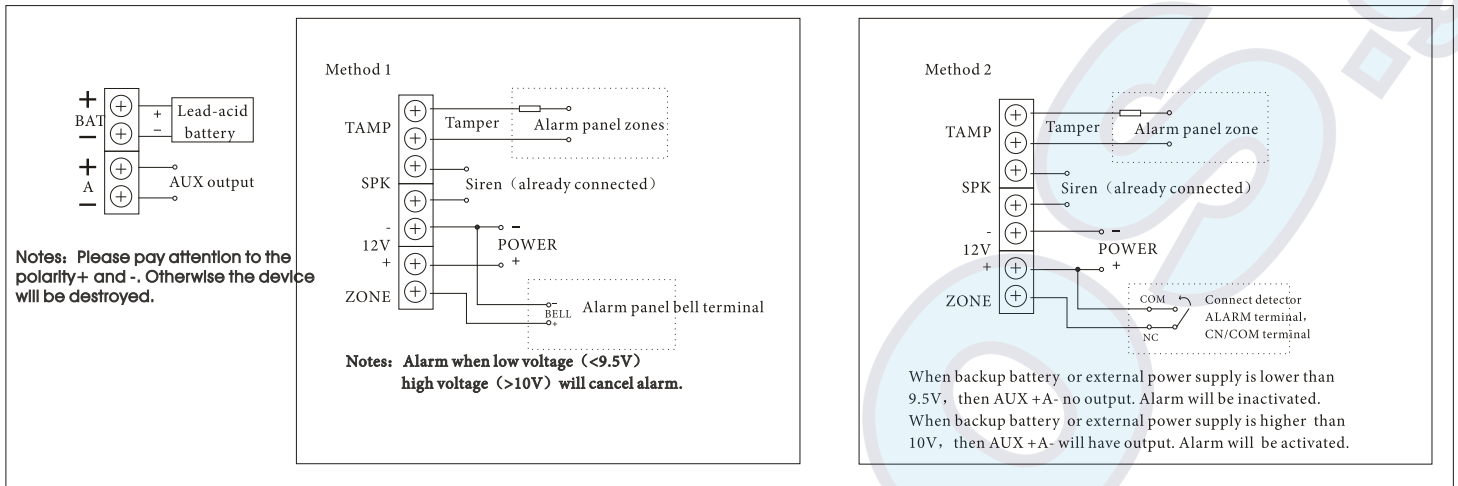 +
BAT
−
+
A
−
+
−
Lead-acid
battery
AUX output
Notes: Please pay attention to the
polarity+ and -. Otherwise the device
will be destroyed.
Method 1
TAMP
Tamper
Alarm panel zones
SPK
Siren（already connected）
-
12V
+
−
POWER
+
ZONE
−
BELL
+
Alarm panel bell terminal
Notes: Alarm when low voltage（<9.5V）
high voltage（>10V）will cancel alarm.
Method 2
TAMP
Tamper
Alarm panel zone
SPK
Siren（already connected）
-
12V
+
−
POWER
+
ZONE
COM
NC
Connect detector
ALARM terminal,
CN/COM terminal
When backup battery or external power supply is lower than
9.5V, then AUX +A- no output. Alarm will be inactivated.
When backup battery or external power supply is higher than
10V, then AUX +A- will have output. Alarm will be activated.